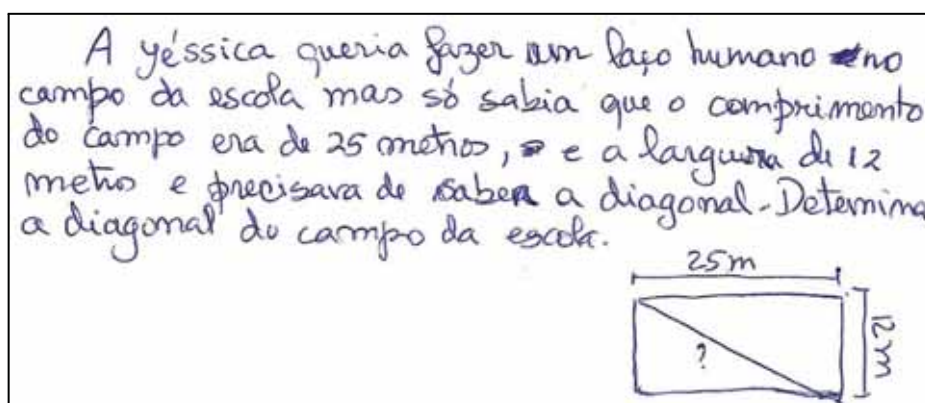 A yéssica queria fazer um laço humano no
campo da escola mas só sabia que o comprimento
do campo era de 25 metros, e a largura de 12
metros e precisava de saber a diagonal. Determina
a diagonal do campo da escola.
25m
12m
?